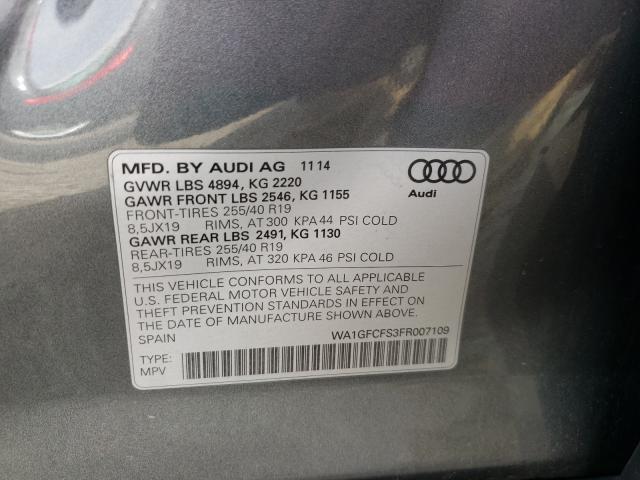 MFD. BY AUDI AG 11 14
GVWR LBS 4894, KG 2220
GAWR FRONT LBS 2546, KG 1155
FRONT-TIRES 255/40 R19
8,5JX19 RIMS, AT 300 KPA 44 PSI COLD
GAWR REAR LBS 2491, KG 1130
REAR-TIRES 255/40 R19
8,5JX19 RIMS, AT 320 KPA 46 PSI COLD
Audi
THIS VEHICLE CONFORMS TO ALL APPLICABLE
U.S. FEDERAL MOTOR VEHICLE SAFETY AND
THEFT PREVENTION STANDARDS IN EFFECT ON
THE DATE OF MANUFACTURE SHOWN ABOVE.
SPAIN WA1GFCFS3FR007109
TYPE:
MPV